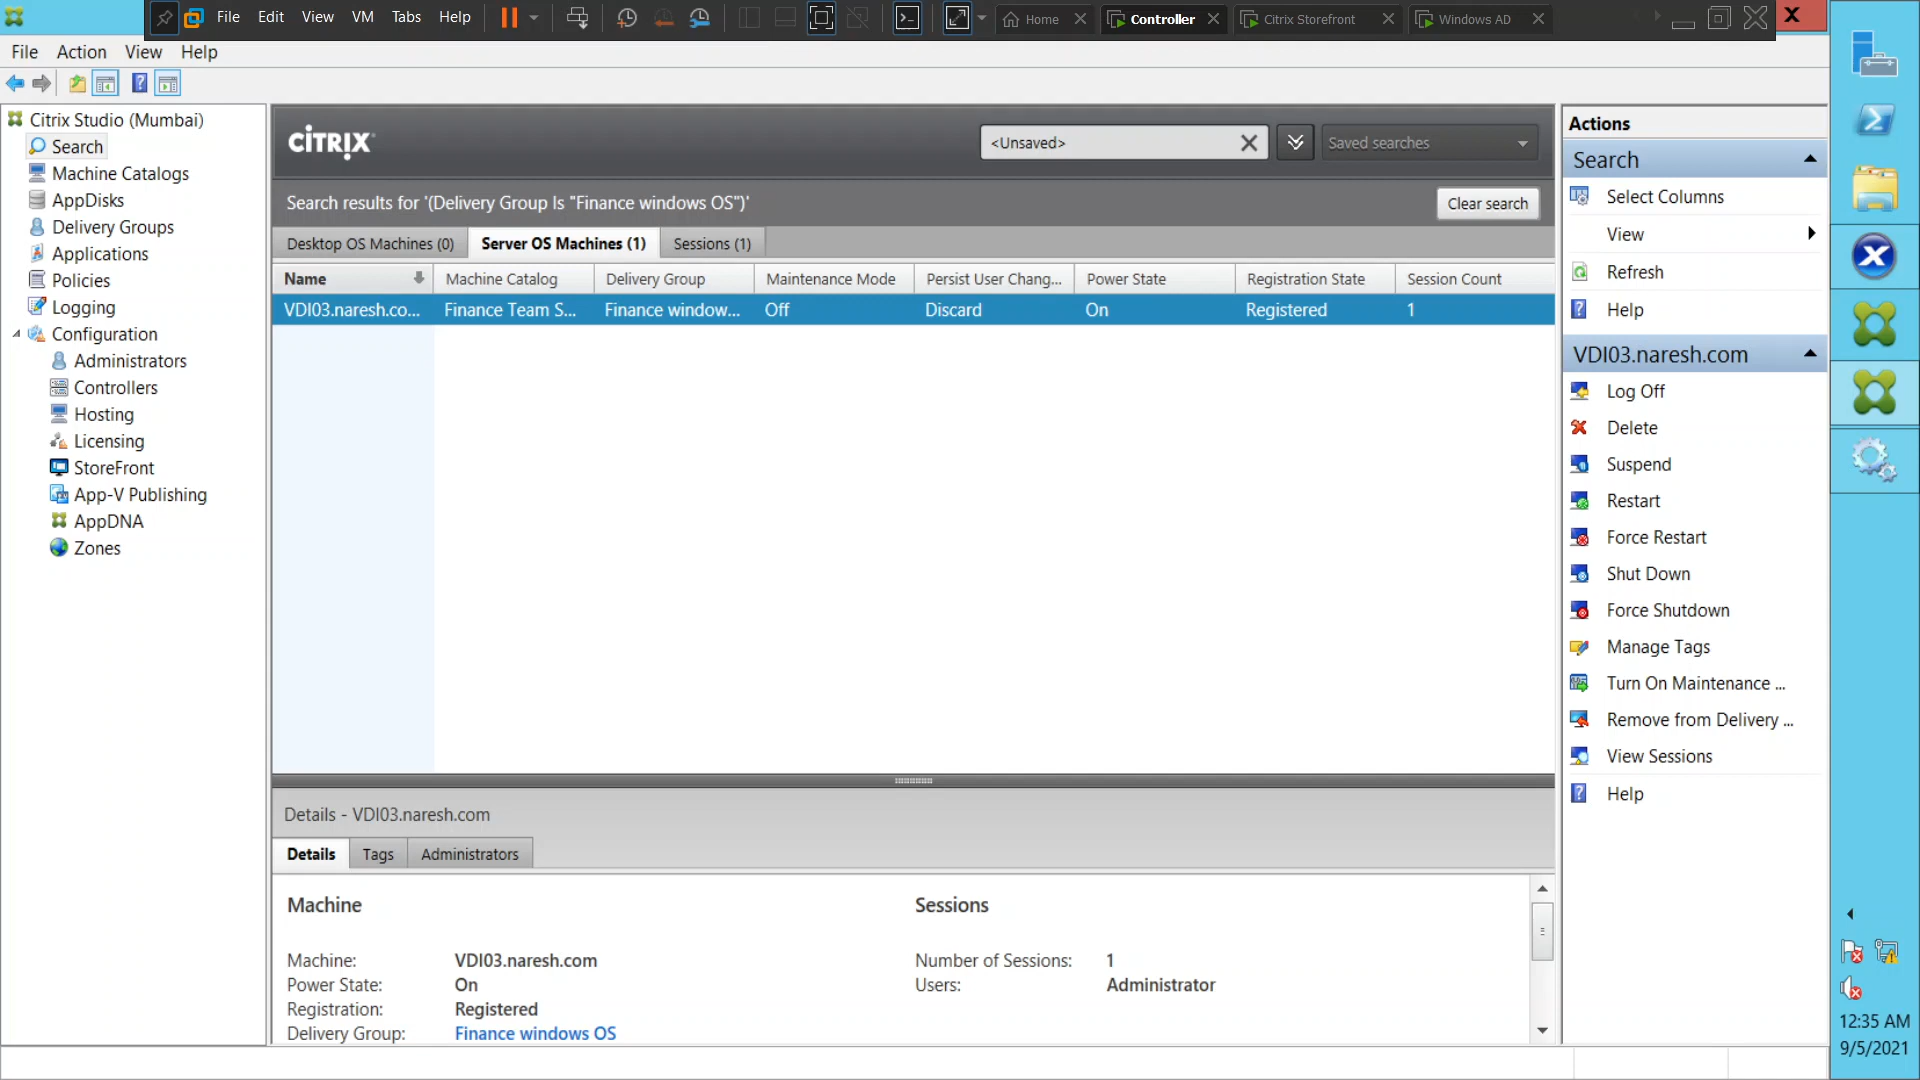 File Edit View VM Tabs Help
Home
Controller
Citrix Storefront
Windows AD
X
File Action View Help
Citrix Studio (Mumbai)
Search
Machine Catalogs
AppDisks
Delivery Groups
Applications
Policies
Logging
Configuration
Administrators
Controllers
Hosting
Licensing
StoreFront
App-V Publishing
AppDNA
Zones
CITRIX
<Unsaved>
Saved searches
Search results for '(Delivery Group Is "Finance windows OS")'
Clear search
Desktop OS Machines (0)
Server OS Machines (1)
Sessions (1)
Name Machine Catalog Delivery Group Maintenance Mode Persist User Chang... Power State Registration State Session Count
VDI03.naresh.co... Finance Team S... Finance window... Off Discard On Registered 1
Details - VDI03.naresh.com
Details Tags Administrators
Machine
Machine: VDI03.naresh.com
Power State: On
Registration: Registered
Delivery Group: Finance windows OS
Sessions
Number of Sessions: 1
Users: Administrator
Actions
Search
Select Columns
View
Refresh
Help
VDI03.naresh.com
Log Off
Delete
Suspend
Restart
Force Restart
Shut Down
Force Shutdown
Manage Tags
Turn On Maintenance ...
Remove from Delivery ...
View Sessions
Help
12:35 AM
9/5/2021